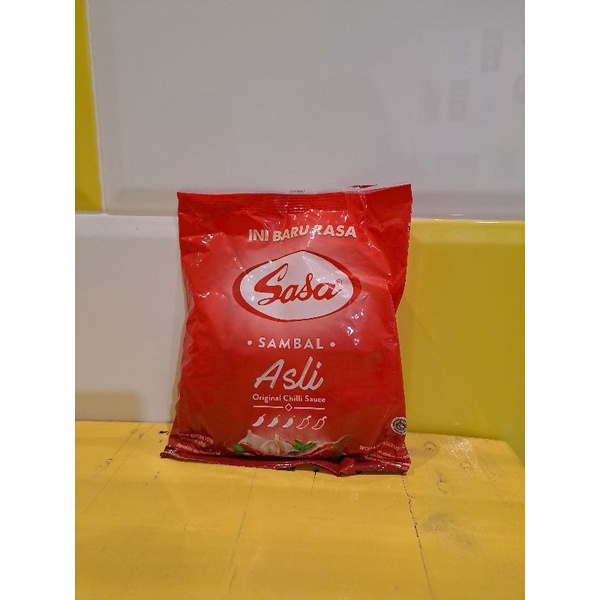 INI BARU RASA
Sasa®
• SAMBAL •
Asli
Original Chilli Sauce